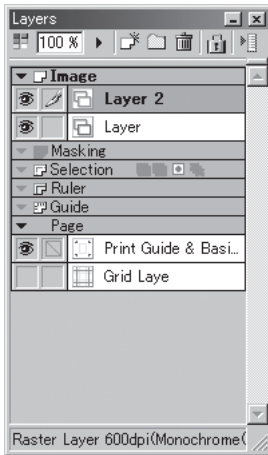 Layers
100 %
Image
Layer 2
Layer
Masking
Selection
Ruler
Guide
Page
Print Guide & Basi...
Grid Laye
Raster Layer 600dpi(Monochrome(